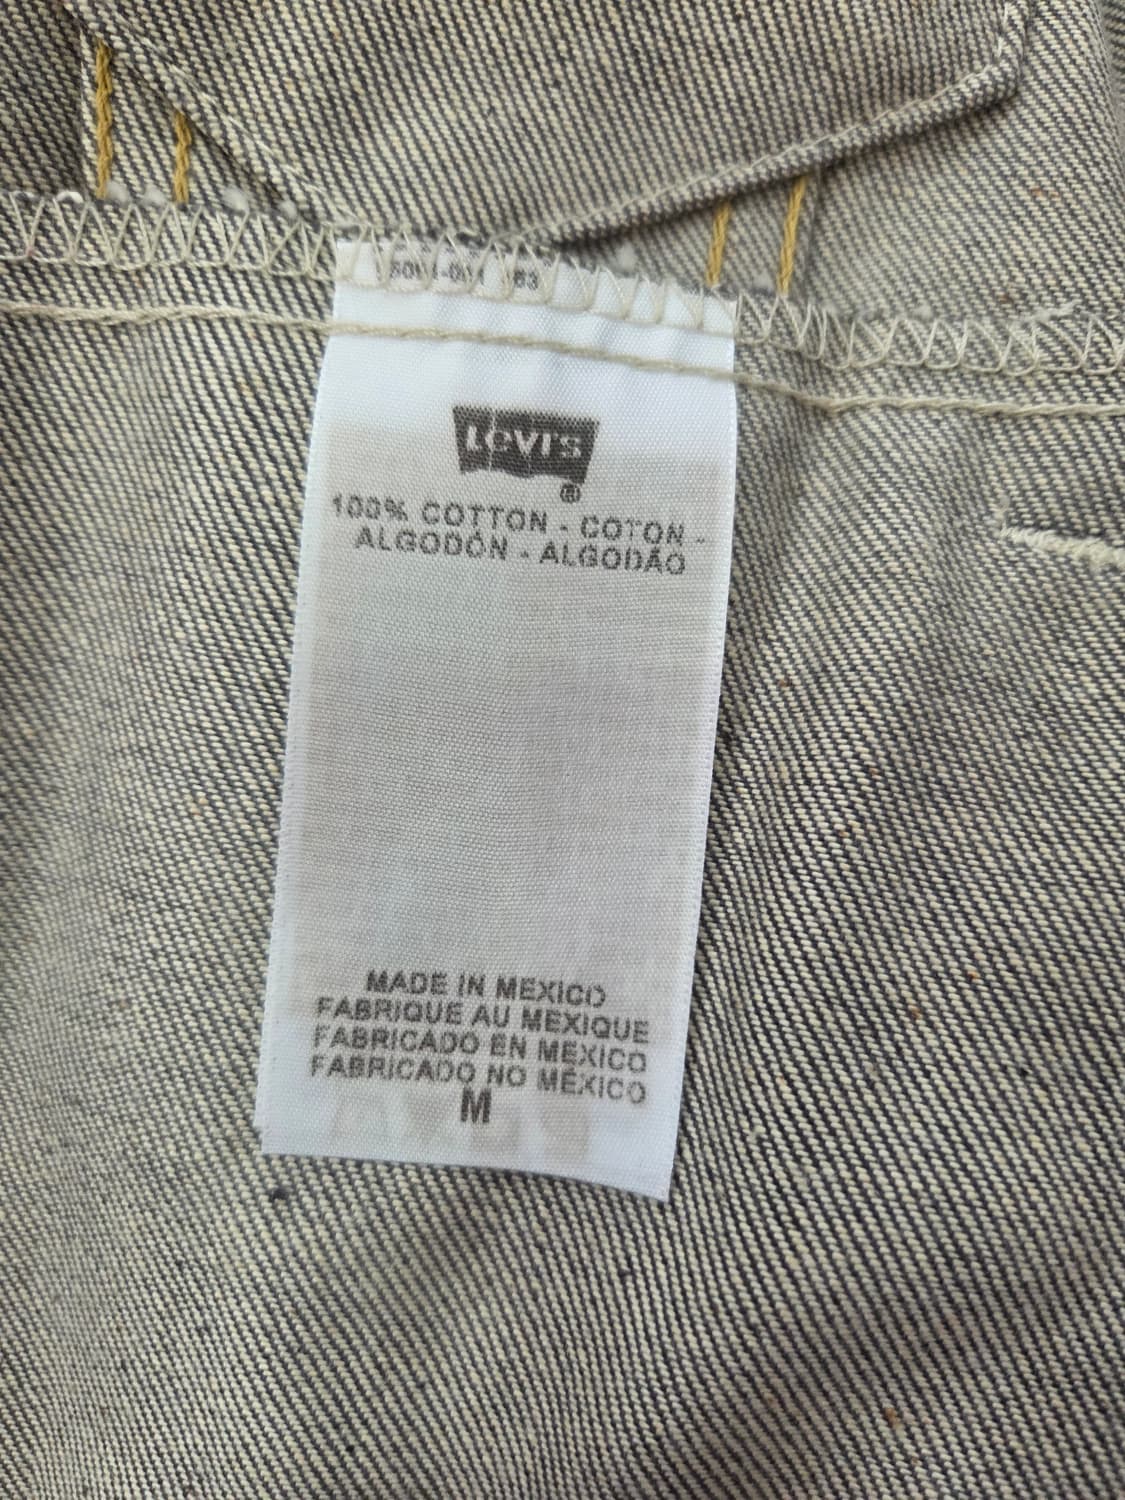 Levi's
®
100% COTTON - COTON -
ALGODÓN - ALGODÃO
MADE IN MEXICO
FABRIQUE AU MEXIQUE
FABRICADO EN MEXICO
FABRICADO NO MÉXICO
M